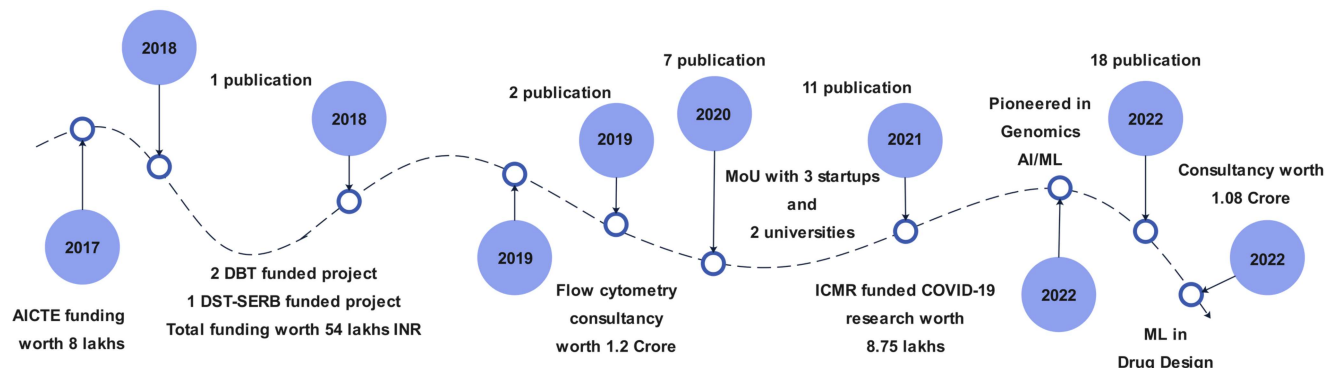 2017
AICTE funding
worth 8 lakhs
2018
1 publication
2018
2 DBT funded project
1 DST-SERB funded project
Total funding worth 54 lakhs INR
2019
2 publication
2019
Flow cytometry
consultancy
worth 1.2 Crore
7 publication
2020
MoU with 3 startups
and
2 universities
11 publication
2021
ICMR funded COVID-19
research worth
8.75 lakhs
Pioneered in
Genomics
AI/ML
2022
18 publication
2022
Consultancy worth
1.08 Crore
2022
ML in
Drug Design